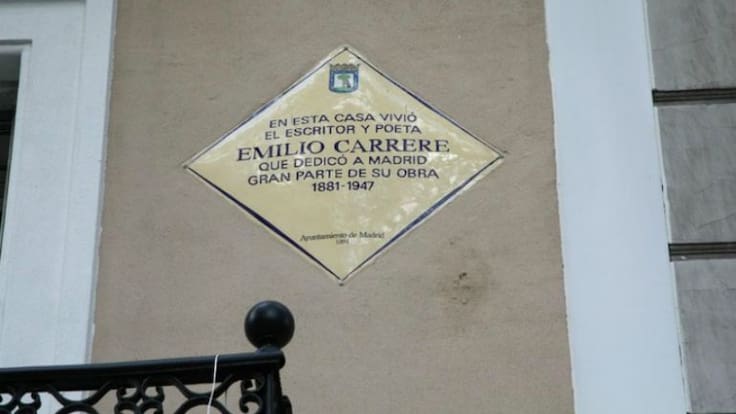 EN ESTA CASA VIVIÓ
EL ESCRITOR Y POETA
EMILIO CARRERE
QUE DEDICÓ A MADRID
GRAN PARTE DE SU OBRA
1881-1947
Ayuntamiento de Madrid